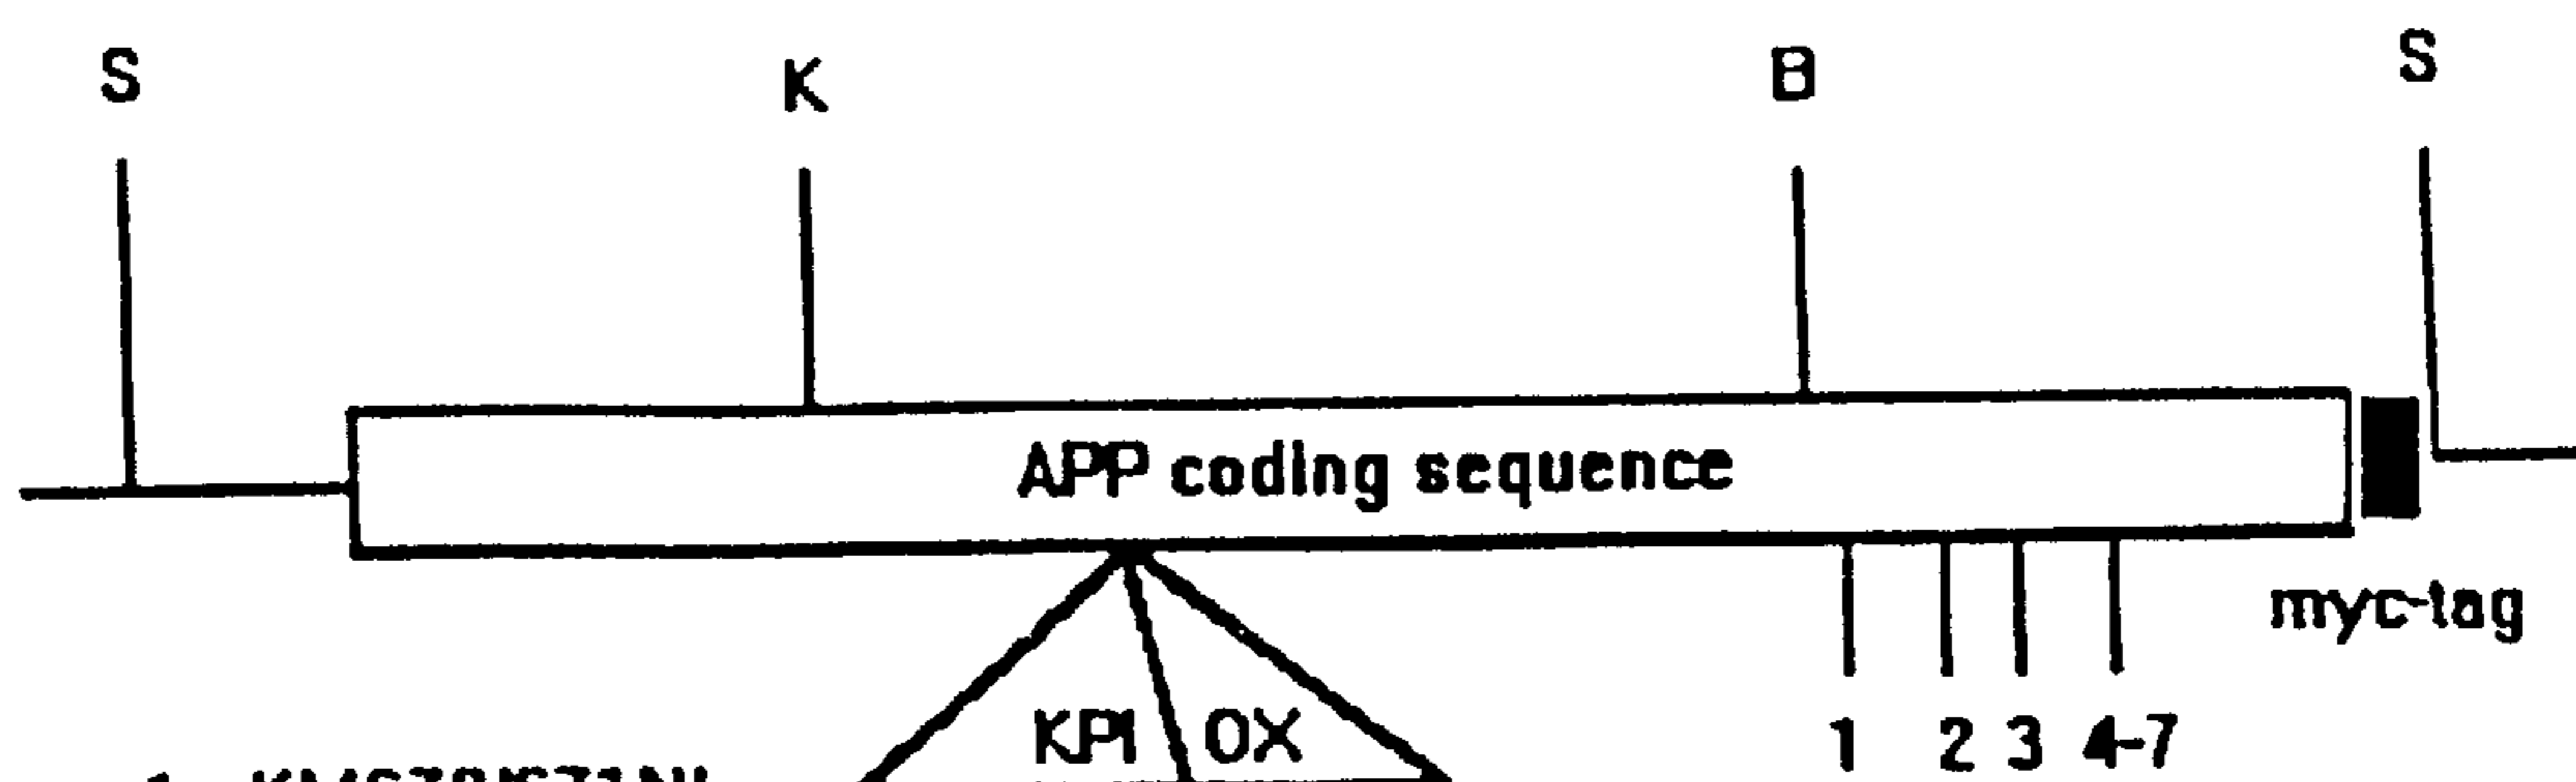 S K B S
APP coding sequence
myc-tag
KPI OX
1 2 3 4-7